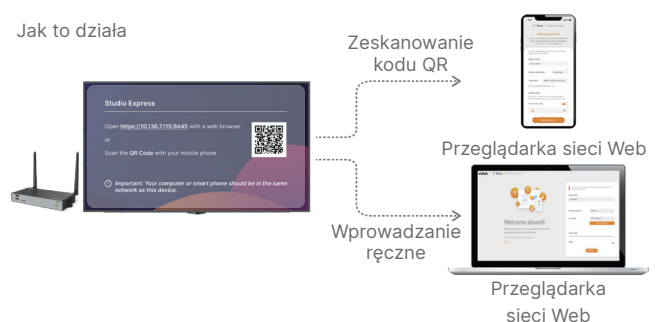 Jak to działa
Zeskanowanie
kodu QR
Studio Express
Open https://10.136.7.115:9445 with a web browser
or
Scan the QR Code with your mobile phone
Important: Your computer or smart phone should be in the same
network as this device.
Przeglądarka sieci Web
Wprowadzanie
ręczne
Welcome aboard!
Przeglądarka
sieci Web